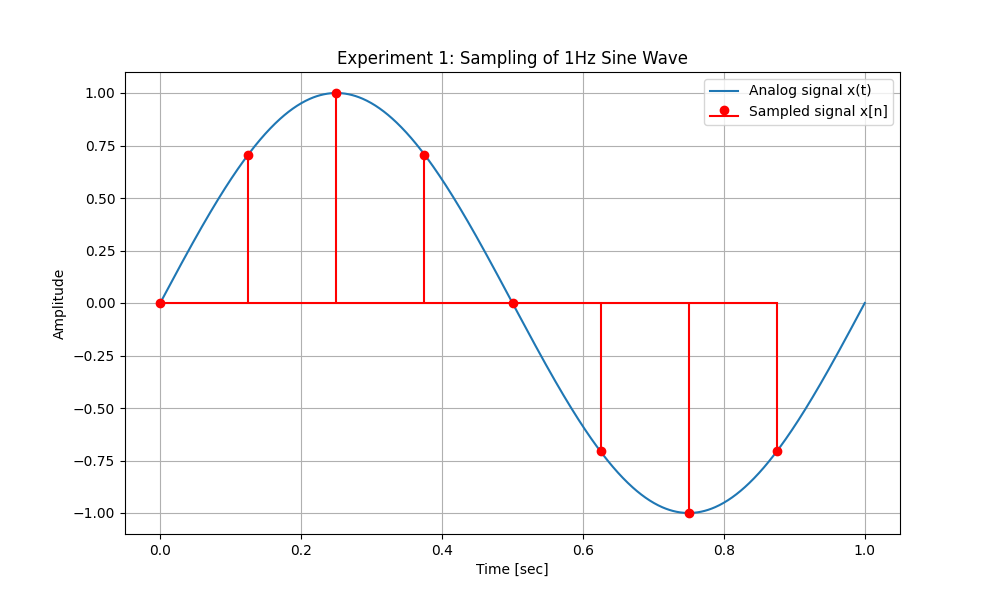 Experiment 1: Sampling of 1Hz Sine Wave
Analog signal x(t)
Sampled signal x[n]
1.00
0.75
0.50
0.25
0.00
−0.25
−0.50
−0.75
−1.00
Amplitude
0.0 0.2 0.4 0.6 0.8 1.0
Time [sec]